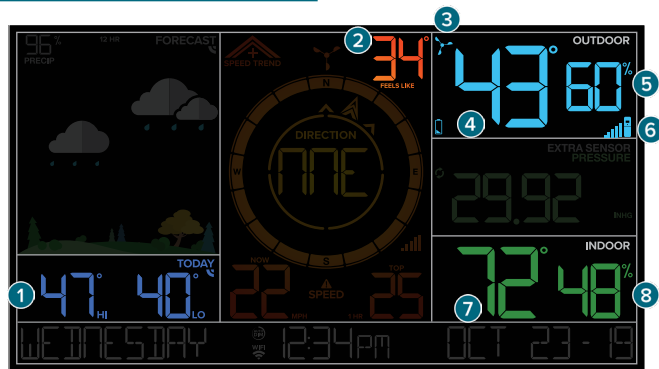 3
96% 12 HR FORECAST
PRECIP
SPEED TREND
2 34°
FEELS LIKE
OUTDOOR
43° 60% 5
4 6
N
DIRECTION
NNE
W E
S
EXTRA SENSOR
PRESSURE
29.92 INHG
TODAY
1 47° HI 40° LO
NOW TOP
22 MPH SPEED 1 HR 25
INDOOR
72° 48%
7 8
WEDNESDAY WIFI 12:34PM OCT 23-19